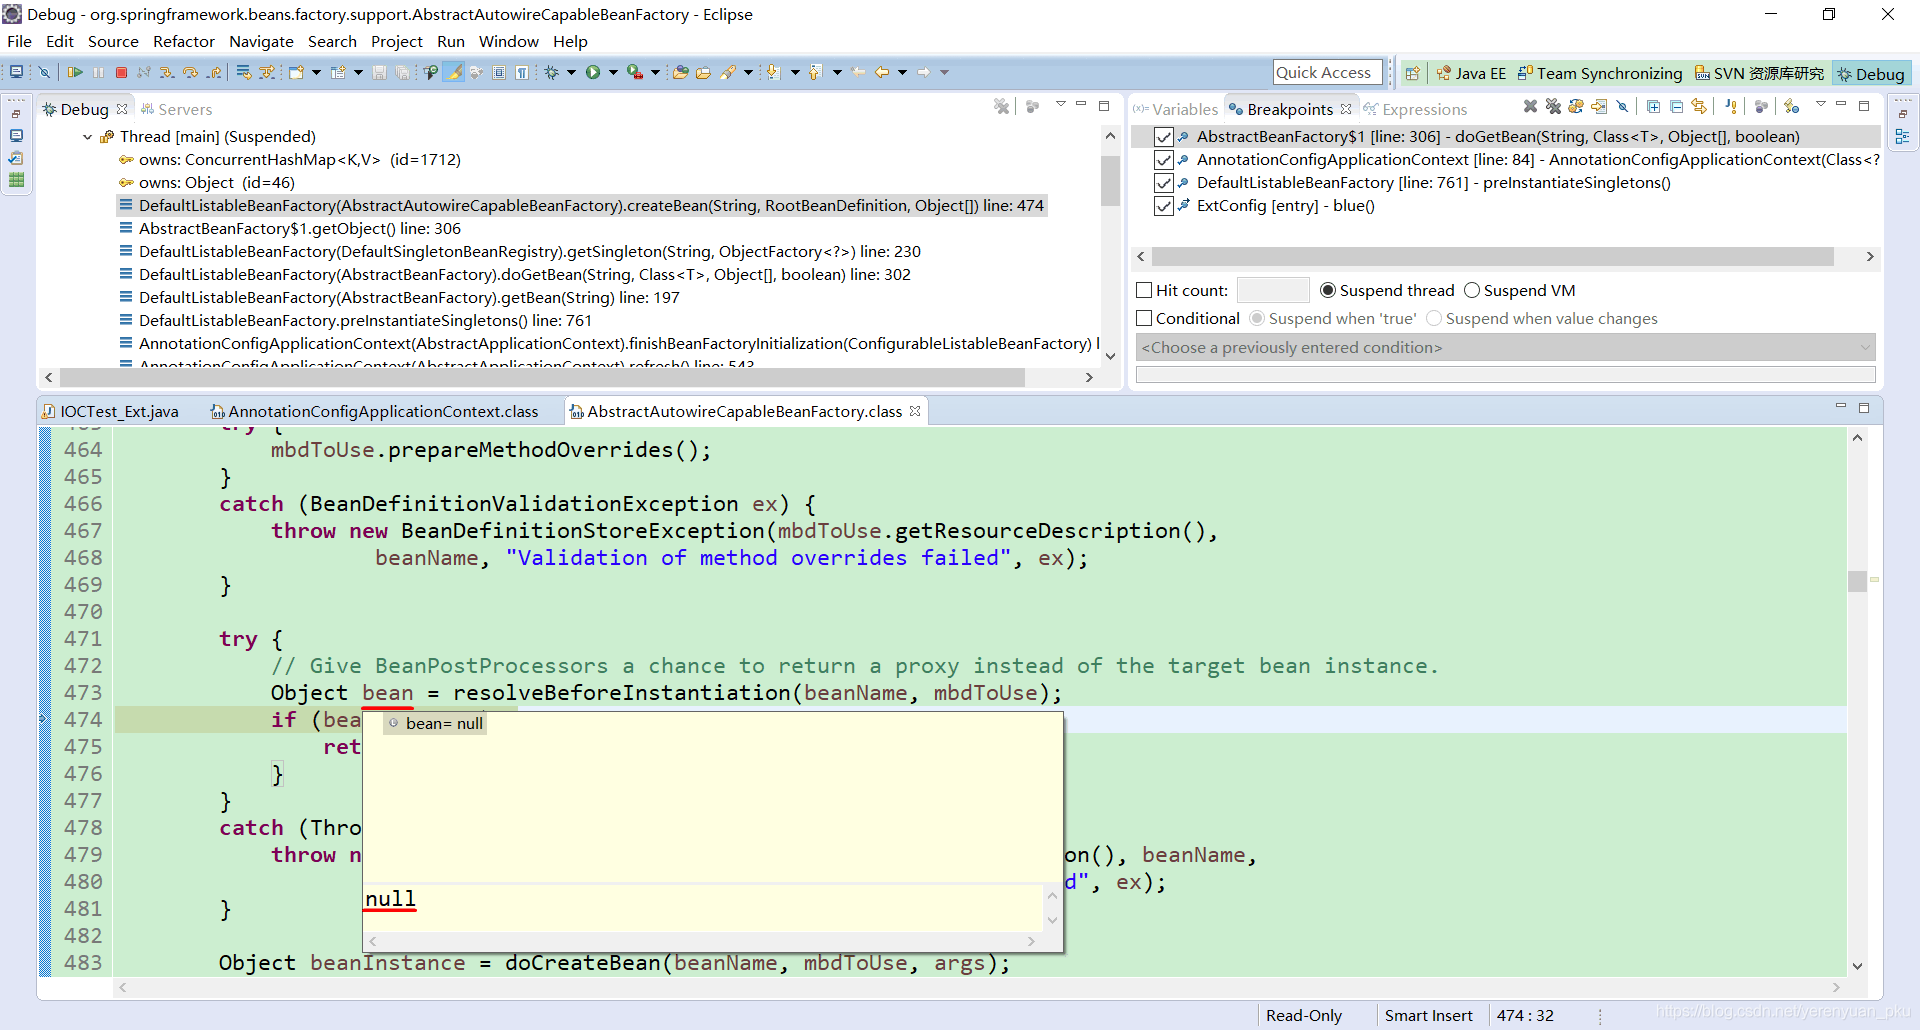 Debug - org.springframework.beans.factory.support.AbstractAutowireCapableBeanFactory - Eclipse
File Edit Source Refactor Navigate Search Project Run Window Help
Quick Access
Java EE
Team Synchronizing
SVN 资源库研究
Debug
Debug
Servers
Thread [main] (Suspended)
owns: ConcurrentHashMap<K,V> (id=1712)
owns: Object (id=46)
DefaultListableBeanFactory(AbstractAutowireCapableBeanFactory).createBean(String, RootBeanDefinition, Object[]) line: 474
AbstractBeanFactory$1.getObject() line: 306
DefaultListableBeanFactory(DefaultSingletonBeanRegistry).getSingleton(String, ObjectFactory<?>) line: 230
DefaultListableBeanFactory(AbstractBeanFactory).doGetBean(String, Class<T>, Object[], boolean) line: 302
DefaultListableBeanFactory(AbstractBeanFactory).getBean(String) line: 197
DefaultListableBeanFactory.preInstantiateSingletons() line: 761
AnnotationConfigApplicationContext(AbstractApplicationContext).finishBeanFactoryInitialization(ConfigurableListableBeanFactory) l
AnnotationConfigApplicationContext(AbstractApplicationContext).refresh() line: 543
(x)= Variables
Breakpoints
Expressions
AbstractBeanFactory$1 [line: 306] - doGetBean(String, Class<T>, Object[], boolean)
AnnotationConfigApplicationContext [line: 84] - AnnotationConfigApplicationContext(Class<?
DefaultListableBeanFactory [line: 761] - preInstantiateSingletons()
ExtConfig [entry] - blue()
Hit count:
Suspend thread
Suspend VM
Conditional
Suspend when 'true'
Suspend when value changes
<Choose a previously entered condition>
IOCTest_Ext.java
AnnotationConfigApplicationContext.class
AbstractAutowireCapableBeanFactory.class
463 try {
464 mbdToUse.prepareMethodOverrides();
465 }
466 catch (BeanDefinitionValidationException ex) {
467 throw new BeanDefinitionStoreException(mbdToUse.getResourceDescription(),
468 beanName, "Validation of method overrides failed", ex);
469 }
470
471 try {
472 // Give BeanPostProcessors a chance to return a proxy instead of the target bean instance.
473 Object bean = resolveBeforeInstantiation(beanName, mbdToUse);
474 if (bea
bean= null
475 ret
476 }
477 }
478 catch (Thro
479 throw n on(), beanName,
480 d", ex);
null
481 }
482
483 Object beanInstance = doCreateBean(beanName, mbdToUse, args);
Read-Only
Smart Insert
474 : 32
https://blog.csdn.net/yerenyuan_pku